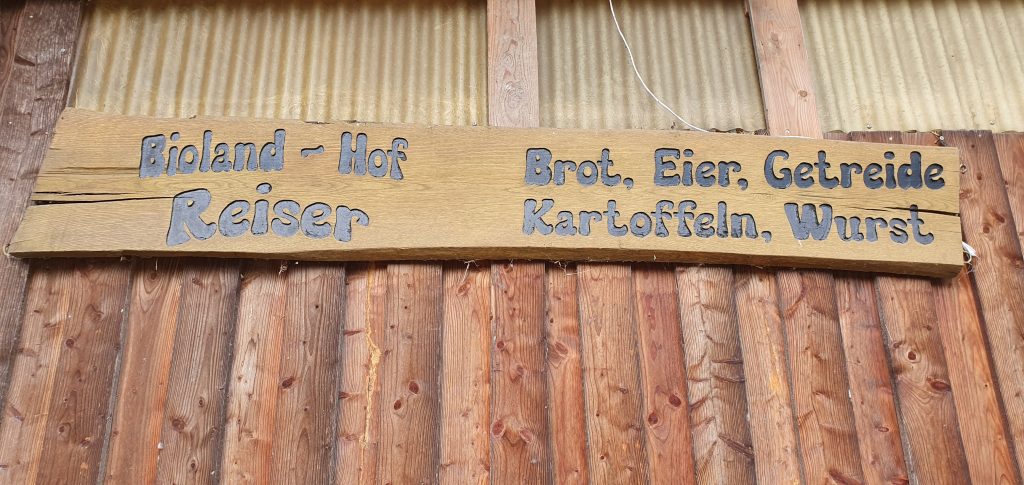 Bioland - Hof
Reiser
Brot, Eier, Getreide
Kartoffeln, Wurst